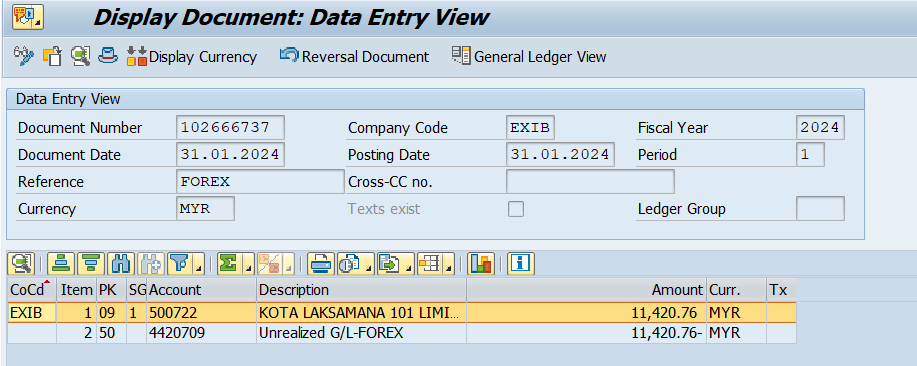 Display Document: Data Entry View
Display Currency Reversal Document General Ledger View
Data Entry View
Document Number 102666737 Company Code EXIB Fiscal Year 2024
Document Date 31.01.2024 Posting Date 31.01.2024 Period 1
Reference FOREX Cross-CC no.
Currency MYR Texts exist Ledger Group
CoCd Item PK SG Account Description Amount Curr. Tx
EXIB 1 09 1 500722 KOTA LAKSAMANA 101 LIMI... 11,420.76 MYR
2 50 4420709 Unrealized G/L-FOREX 11,420.76- MYR